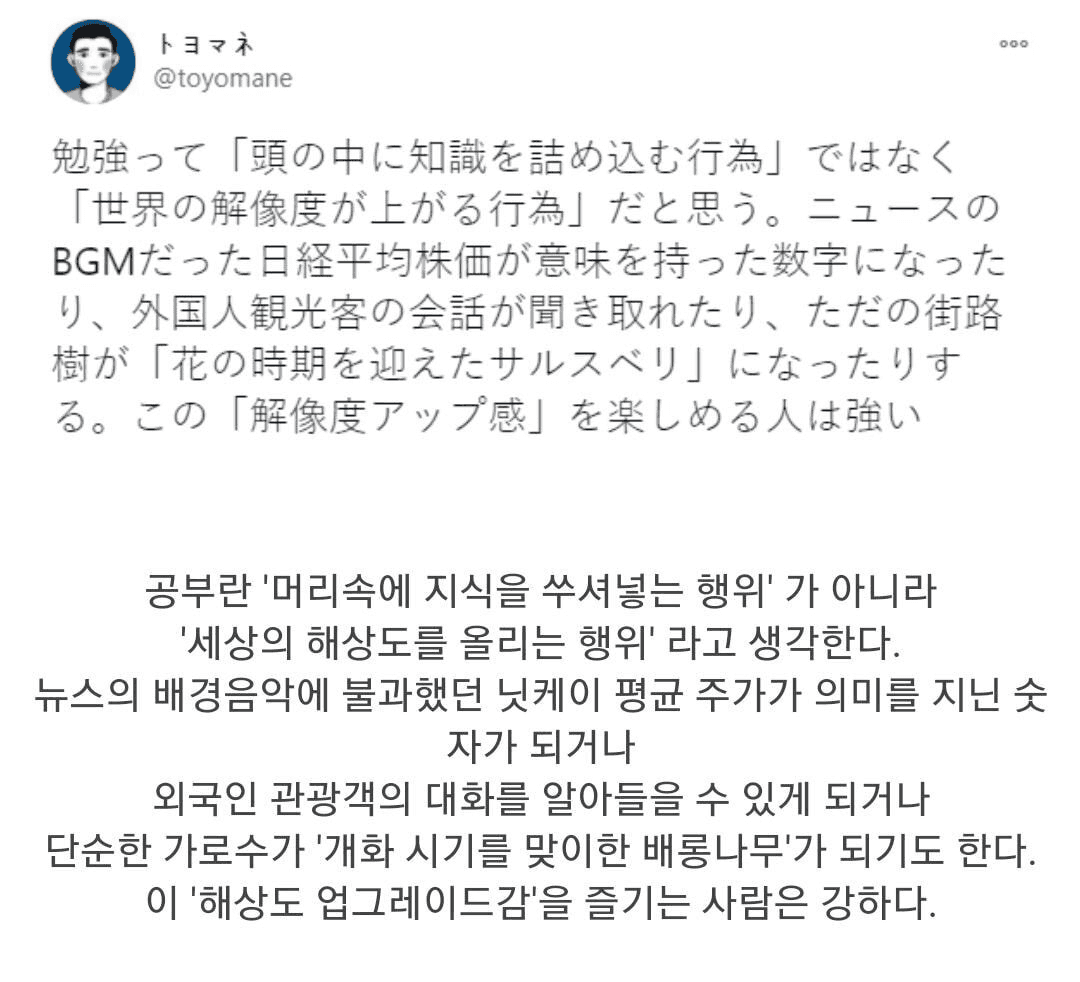 トヨマネ
@toyomane
勉強って「頭の中に知識を詰め込む行為」ではなく
「世界の解像度が上がる行為」だと思う。ニュースの
BGMだった日経平均株価が意味を持った数字になった
り、外国人観光客の会話が聞き取れたり、ただの街路
樹が「花の時期を迎えたサルスベリ」になったりす
る。この「解像度アップ感」を楽しめる人は強い
공부란 '머리속에 지식을 쑤셔넣는 행위' 가 아니라
'세상의 해상도를 올리는 행위' 라고 생각한다.
뉴스의 배경음악에 불과했던 닛케이 평균 주가가 의미를 지닌 숫
자가 되거나
외국인 관광객의 대화를 알아들을 수 있게 되거나
단순한 가로수가 '개화 시기를 맞이한 배롱나무'가 되기도 한다.
이 '해상도 업그레이드감'을 즐기는 사람은 강하다.